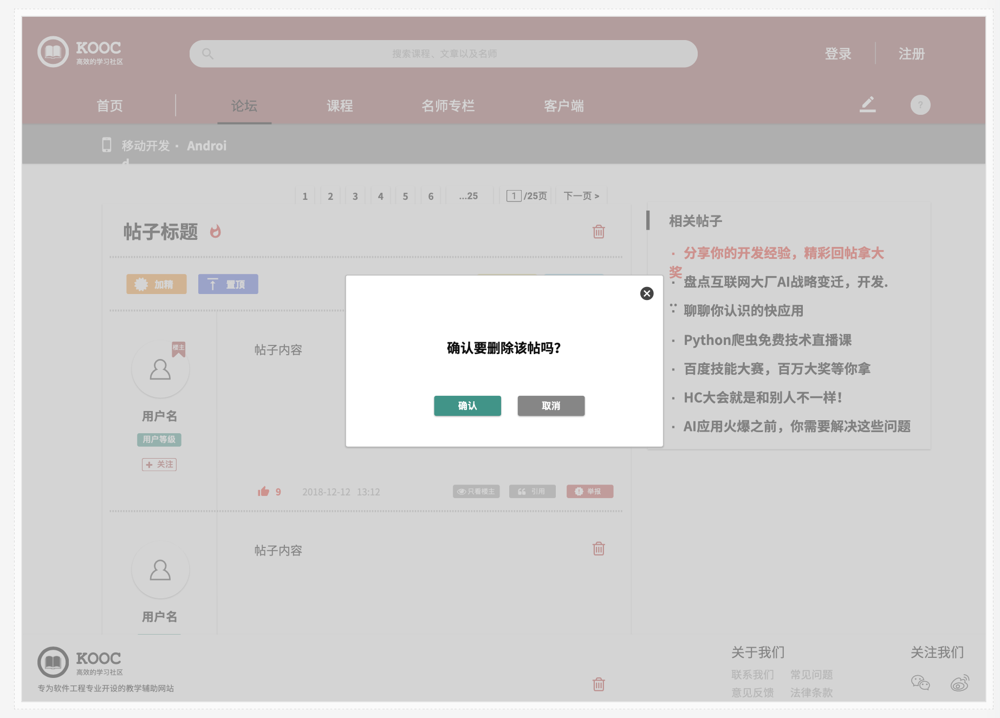 KOOC
高效的学习社区
搜索课程、文章以及名师
登录
注册
首页
论坛
课程
名师专栏
客户端
?
移动开发 · Androi
d
1 2 3 4 5 6 ...25 1 /25页 下一页 >
帖子标题
相关帖子
· 分享你的开发经验，精彩回帖拿大
奖
· 盘点互联网大厂AI战略变迁，开发.
..
· 聊聊你认识的快应用
· Python爬虫免费技术直播课
· 百度技能大赛，百万大奖等你拿
· HC大会就是和别人不一样！
· AI应用火爆之前，你需要解决这些问题
加精
置顶
楼主
帖子内容
用户名
用户等级
+ 关注
确认要删除该帖吗？
确认
取消
9
2018-12-12 13:12
只看楼主
引用
举报
帖子内容
用户名
KOOC
高效的学习社区
专为软件工程专业开设的教学辅助网站
关于我们
联系我们 常见问题
意见反馈 法律条款
关注我们